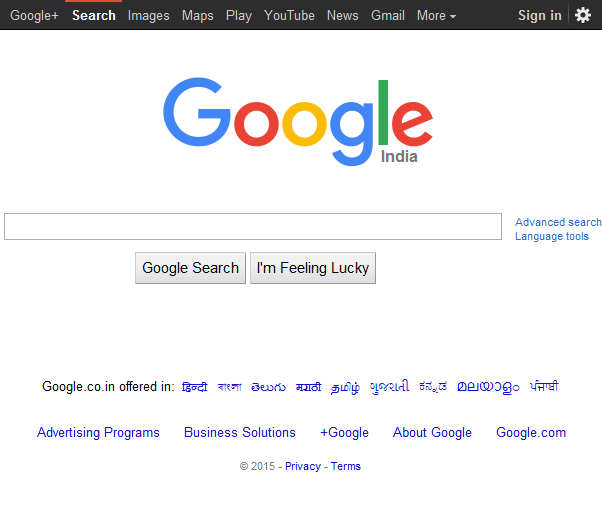 Google+ Search Images Maps Play YouTube News Gmail More Sign in
Google
India
Advanced search
Language tools
Google Search I'm Feeling Lucky
Google.co.in offered in: हिन्दी বাংলা తెలుగు मराठी தமிழ் ગુજરાતી ಕನ್ನಡ മലയാളം ਪੰਜਾਬੀ
Advertising Programs Business Solutions +Google About Google Google.com
© 2015 - Privacy - Terms